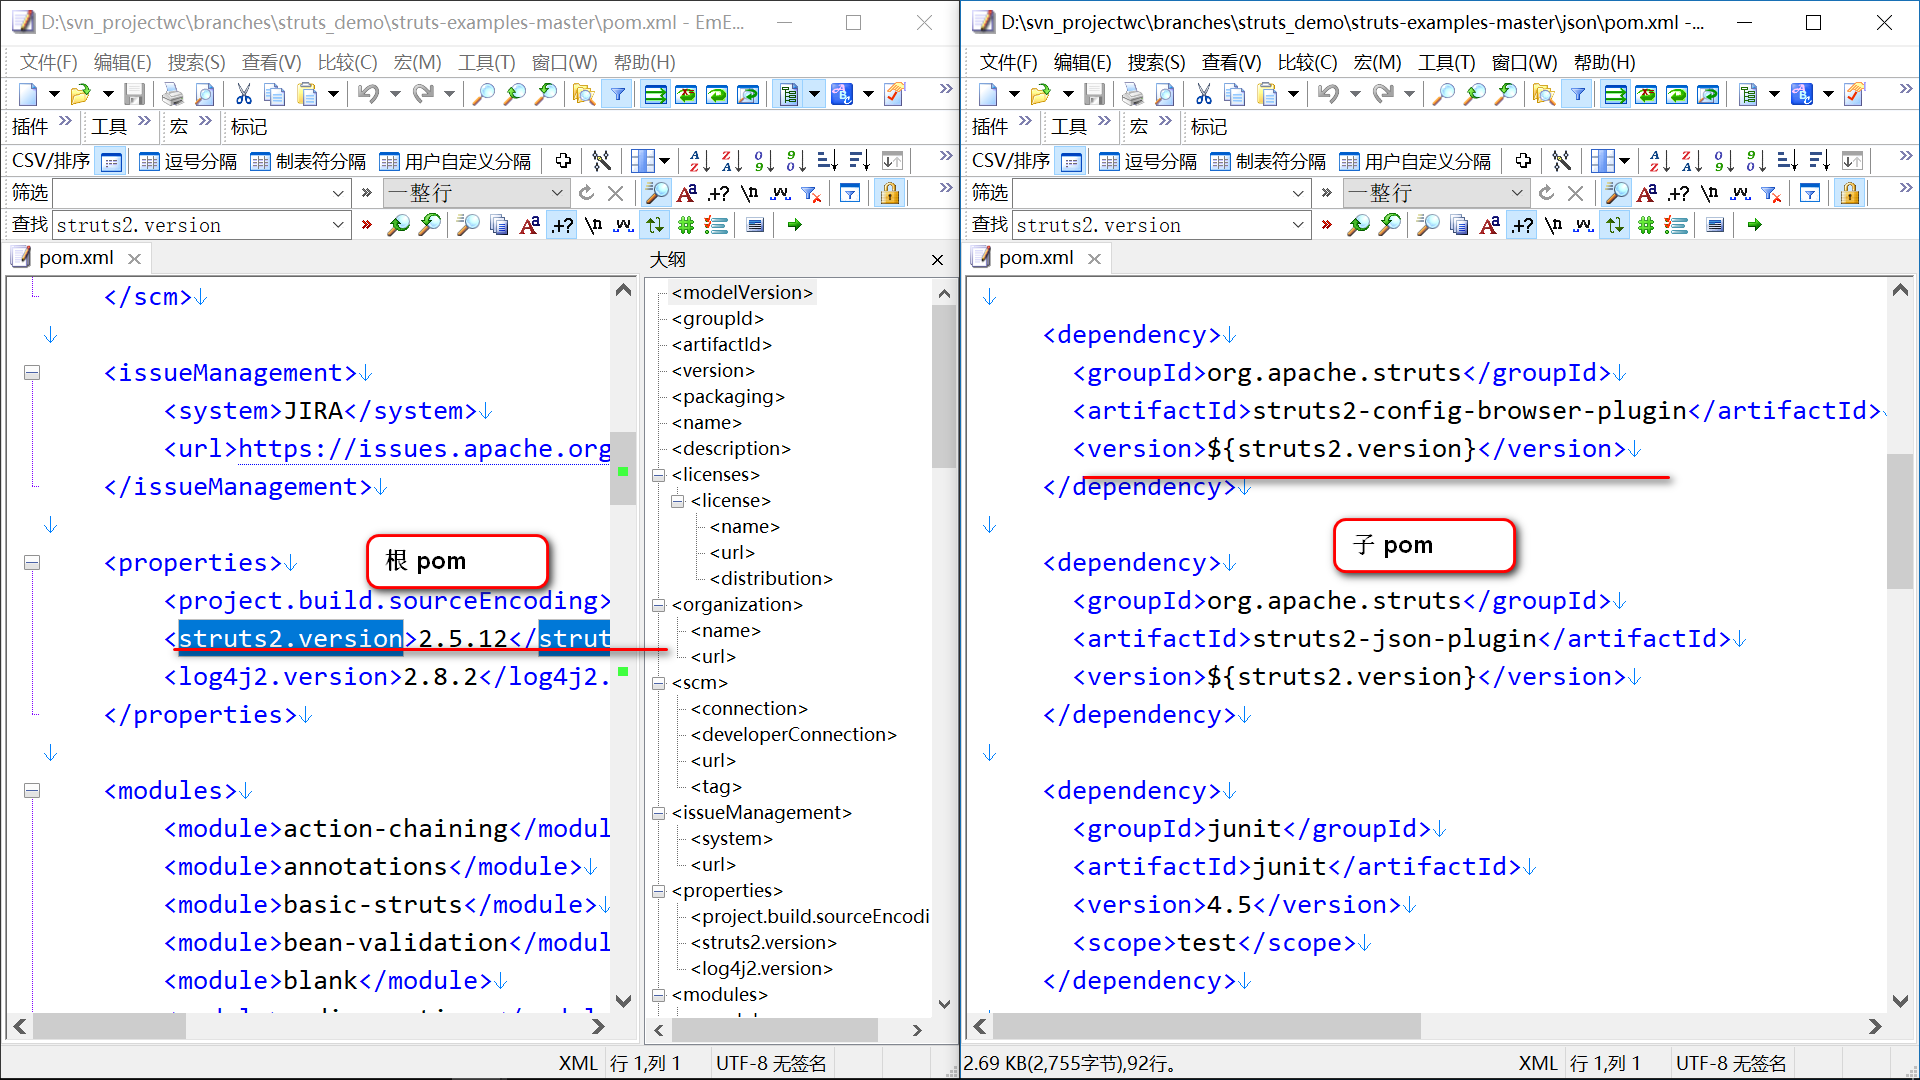 D:\svn_projectwc\branches\struts_demo\struts-examples-master\pom.xml - EmE...
文件(F) 编辑(E) 搜索(S) 查看(V) 比较(C) 宏(M) 工具(T) 窗口(W) 帮助(H)
插件 » 工具 » 宏 » 标记
CSV/排序 逗号分隔 制表符分隔 用户自定义分隔
筛选 一整行
查找 struts2.version
pom.xml
</scm>↓
↓
<issueManagement>↓
<system>JIRA</system>↓
<url>https://issues.apache.org
</issueManagement>↓
↓
<properties>↓
根 pom
<project.build.sourceEncoding>
<struts2.version>2.5.12</strut
<log4j2.version>2.8.2</log4j2.
</properties>↓
↓
<modules>↓
<module>action-chaining</modul
<module>annotations</module>↓
<module>basic-struts</module>↓
<module>bean-validation</modul
<module>blank</module>↓
大纲
<modelVersion>
<groupId>
<artifactId>
<version>
<packaging>
<name>
<description>
<licenses>
<license>
<name>
<url>
<distribution>
<organization>
<name>
<url>
<scm>
<connection>
<developerConnection>
<url>
<tag>
<issueManagement>
<system>
<url>
<properties>
<project.build.sourceEncodi
<struts2.version>
<log4j2.version>
<modules>
XML 行 1,列 1 UTF-8 无签名
D:\svn_projectwc\branches\struts_demo\struts-examples-master\json\pom.xml -...
文件(F) 编辑(E) 搜索(S) 查看(V) 比较(C) 宏(M) 工具(T) 窗口(W) 帮助(H)
插件 » 工具 » 宏 » 标记
CSV/排序 逗号分隔 制表符分隔 用户自定义分隔
筛选 一整行
查找 struts2.version
pom.xml
↓
<dependency>↓
<groupId>org.apache.struts</groupId>↓
<artifactId>struts2-config-browser-plugin</artifactId>↓
<version>${struts2.version}</version>↓
</dependency>↓
↓
子 pom
<dependency>↓
<groupId>org.apache.struts</groupId>↓
<artifactId>struts2-json-plugin</artifactId>↓
<version>${struts2.version}</version>↓
</dependency>↓
↓
<dependency>↓
<groupId>junit</groupId>↓
<artifactId>junit</artifactId>↓
<version>4.5</version>↓
<scope>test</scope>↓
</dependency>↓
2.69 KB(2,755字节),92行。 XML 行 1,列 1 UTF-8 无签名